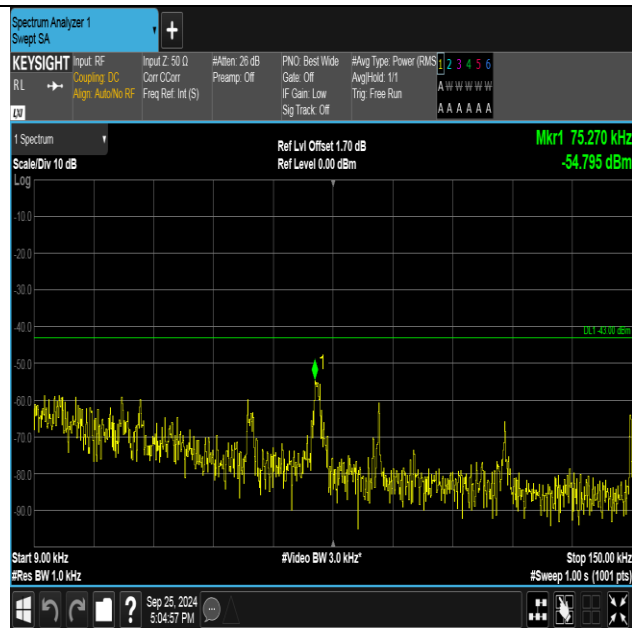 Spectrum Analyzer 1
Swept SA
+
KEYSIGHT
RL
LXI
Input: RF
Coupling: DC
Align: Auto/No RF
Input Z: 50 Ω
Corr CCorr
Freq Ref: Int (S)
#Atten: 26 dB
Preamp: Off
PNO: Best Wide
Gate: Off
IF Gain: Low
Sig Track: Off
#Avg Type: Power (RMS
Avg|Hold: 1/1
Trig: Free Run
1 2 3 4 5 6
A W W W W W
A A A A A A
1 Spectrum
Scale/Div 10 dB
Ref Lvl Offset 1.70 dB
Ref Level 0.00 dBm
Mkr1 75.270 kHz
-54.795 dBm
Log
-10.0
-20.0
-30.0
-40.0
DL1 -43.00 dBm
1
-50.0
-60.0
-70.0
-80.0
-90.0
Start 9.00 kHz
#Video BW 3.0 kHz*
Stop 150.00 kHz
#Res BW 1.0 kHz
#Sweep 1.00 s (1001 pts)
?
Sep 25, 2024
5:04:57 PM